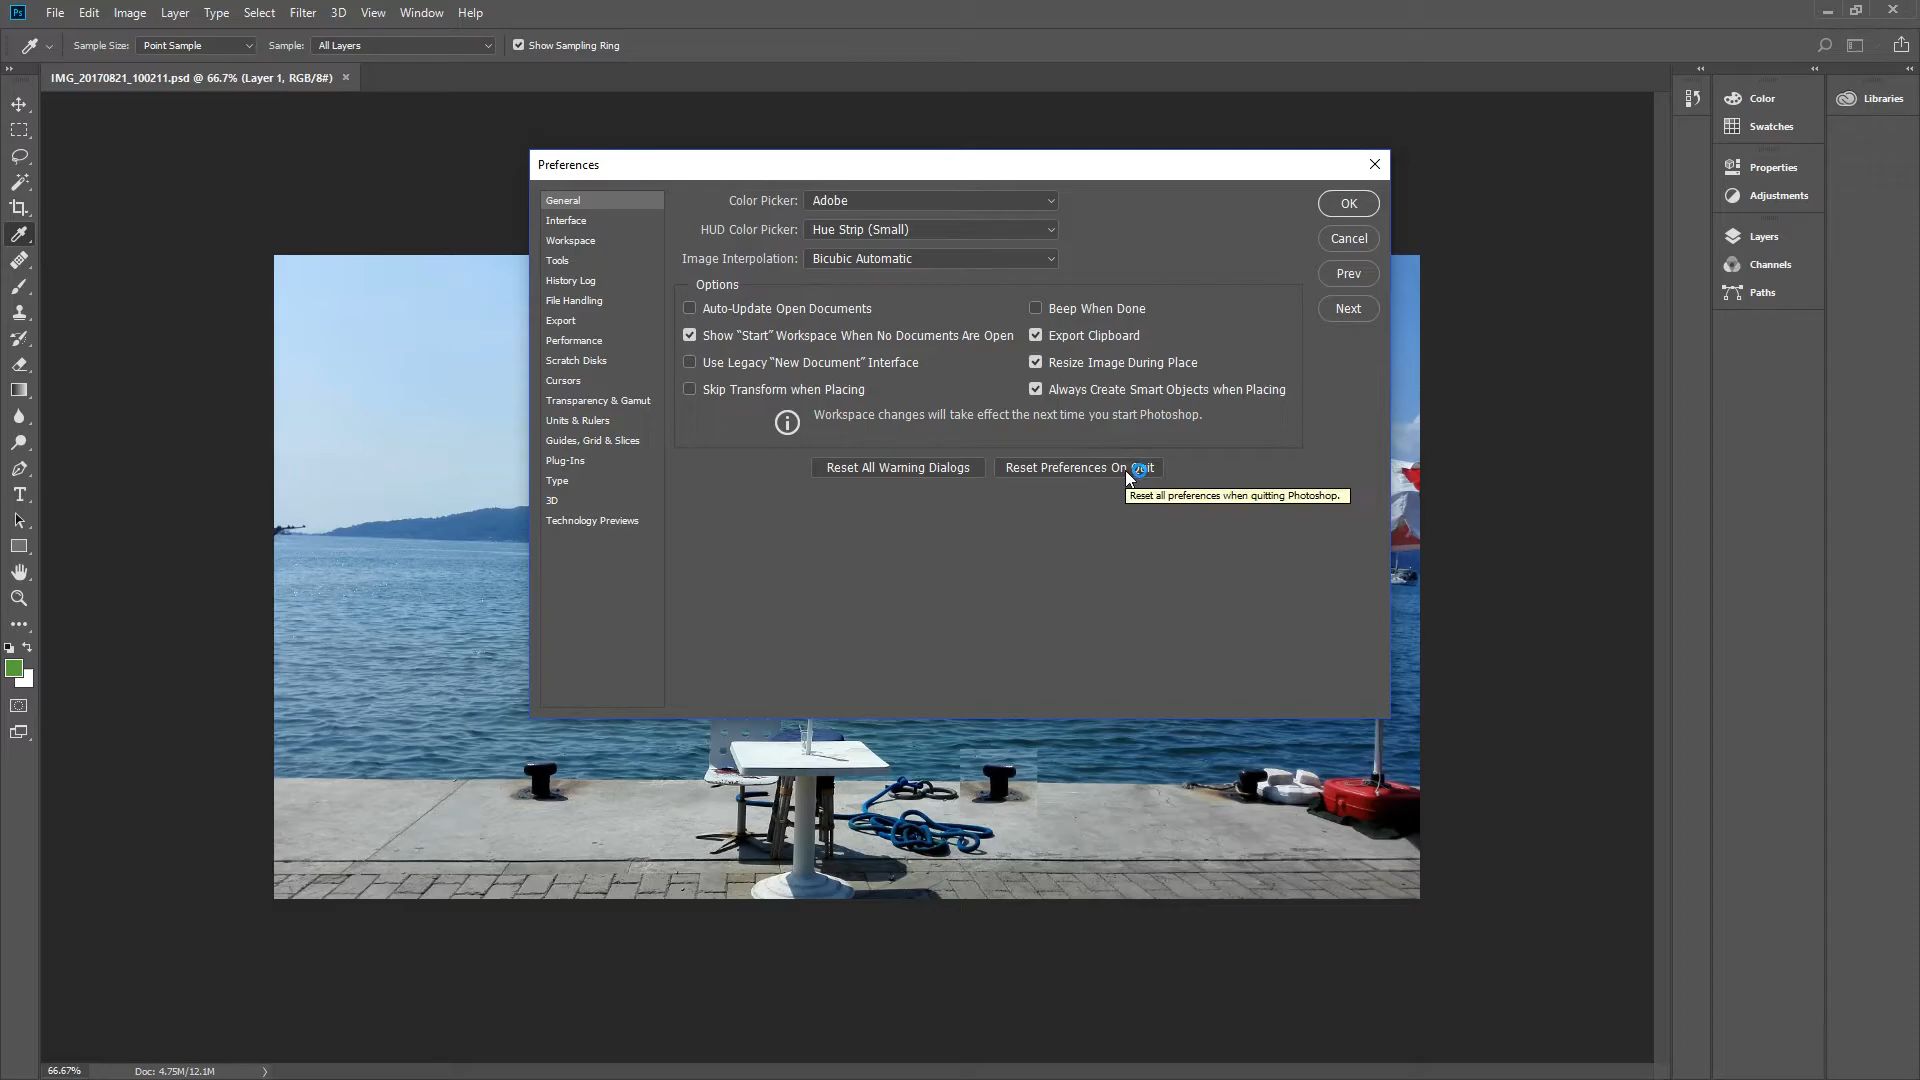 Ps File Edit Image Layer Type Select Filter 3D View Window Help
Sample Size: Point Sample Sample: All Layers Show Sampling Ring
IMG_20170821_100211.psd @ 66.7% (Layer 1, RGB/8#)
Preferences
General
Interface
Workspace
Tools
History Log
File Handling
Export
Performance
Scratch Disks
Cursors
Transparency & Gamut
Units & Rulers
Guides, Grid & Slices
Plug-Ins
Type
3D
Technology Previews
Color Picker: Adobe
HUD Color Picker: Hue Strip (Small)
Image Interpolation: Bicubic Automatic
Options
Auto-Update Open Documents
Beep When Done
Show “Start” Workspace When No Documents Are Open
Export Clipboard
Use Legacy “New Document” Interface
Resize Image During Place
Skip Transform when Placing
Always Create Smart Objects when Placing
Workspace changes will take effect the next time you start Photoshop.
Reset All Warning Dialogs
Reset Preferences On Quit
Reset all preferences when quitting Photoshop.
OK
Cancel
Prev
Next
Color
Swatches
Properties
Adjustments
Layers
Channels
Paths
Libraries
66.67% Doc: 4.75M/12.1M